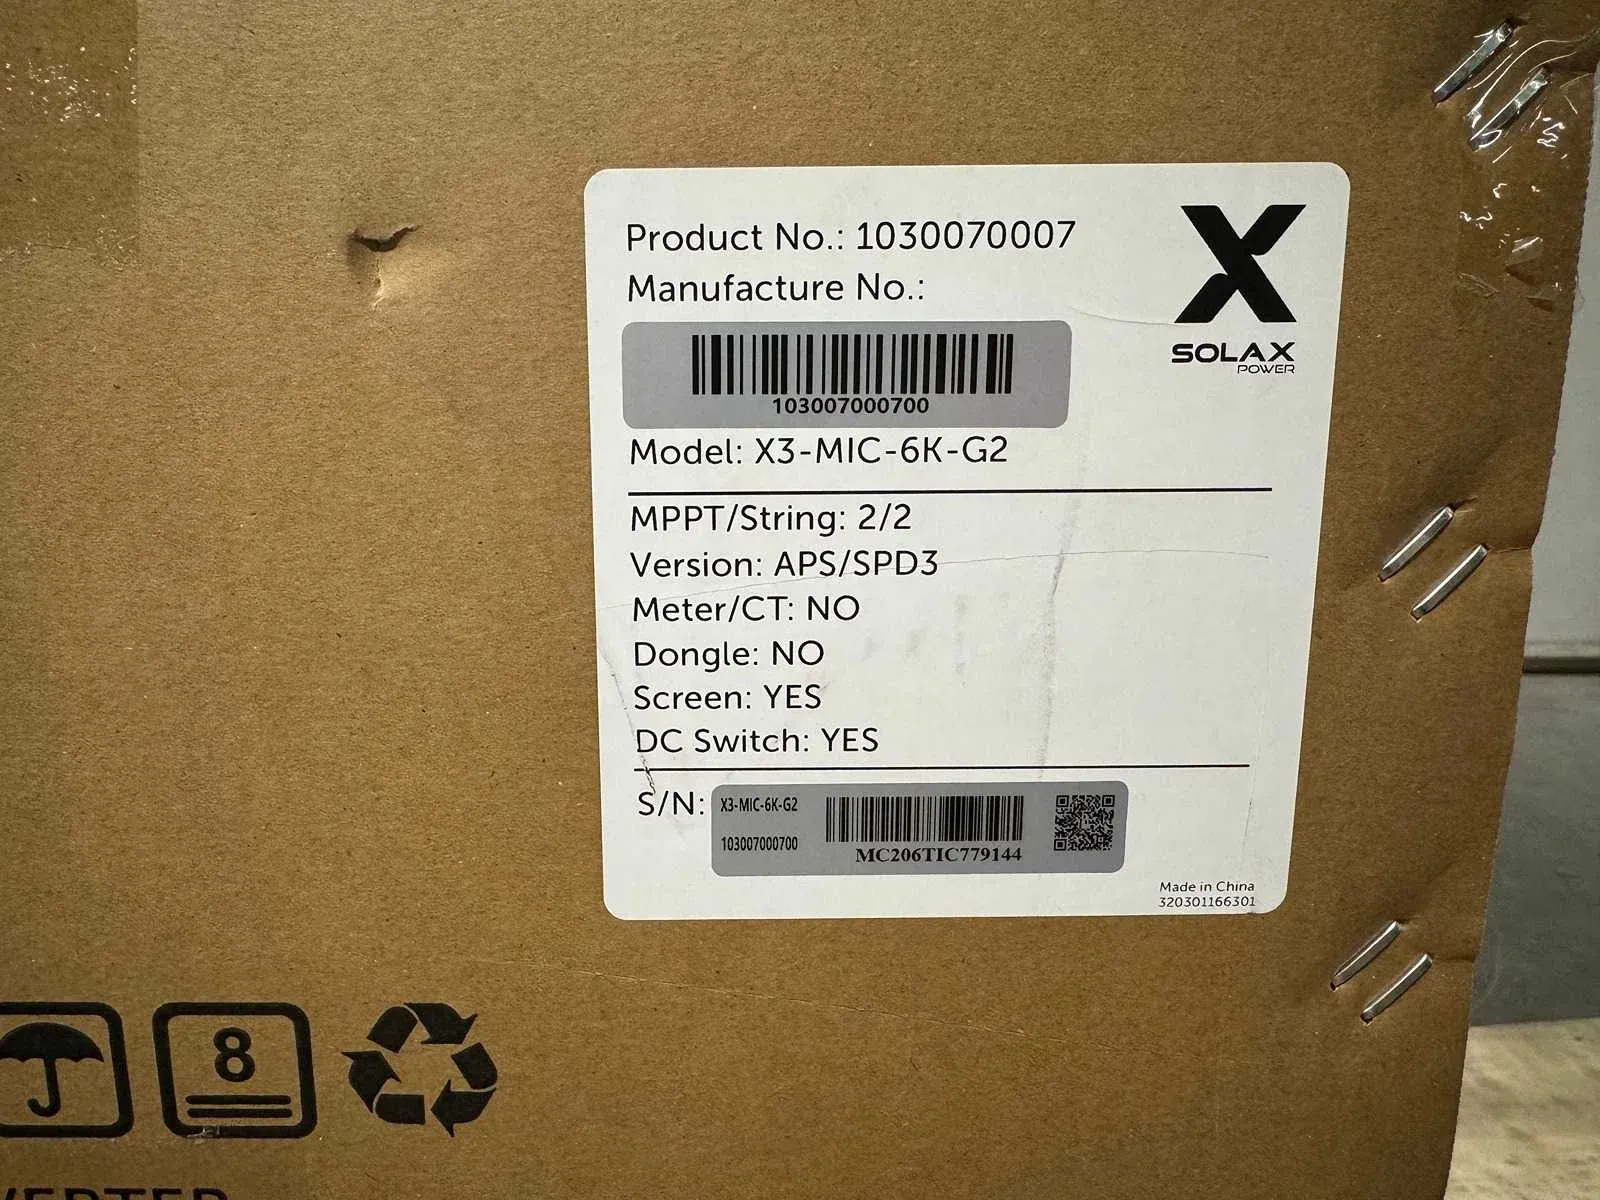 Product No.: 1030070007
Manufacture No.:
103007000700
Model: X3-MIC-6K-G2
SOLAX
POWER
MPPT/String: 2/2
Version: APS/SPD3
Meter/CT: NO
Dongle: NO
Screen: YES
DC Switch: YES
S/N:
X3-MIC-6K-G2
103007000700
MC206TIC779144
Made in China
320301166301
8